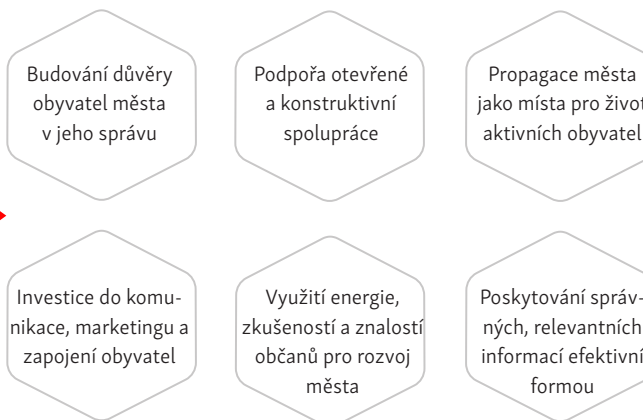 Budování důvěry
obyvatel města
v jeho správu
Podpořa otevřené
a konstruktivní
spolupráce
Propagace města
jako místa pro život
aktivních obyvatel
Investice do komu-
nikace, marketingu a
zapojení obyvatel
Využití energie,
zkušeností a znalostí
občanů pro rozvoj
města
Poskytování správ-
ných, relevantních
informací efektivní
formou